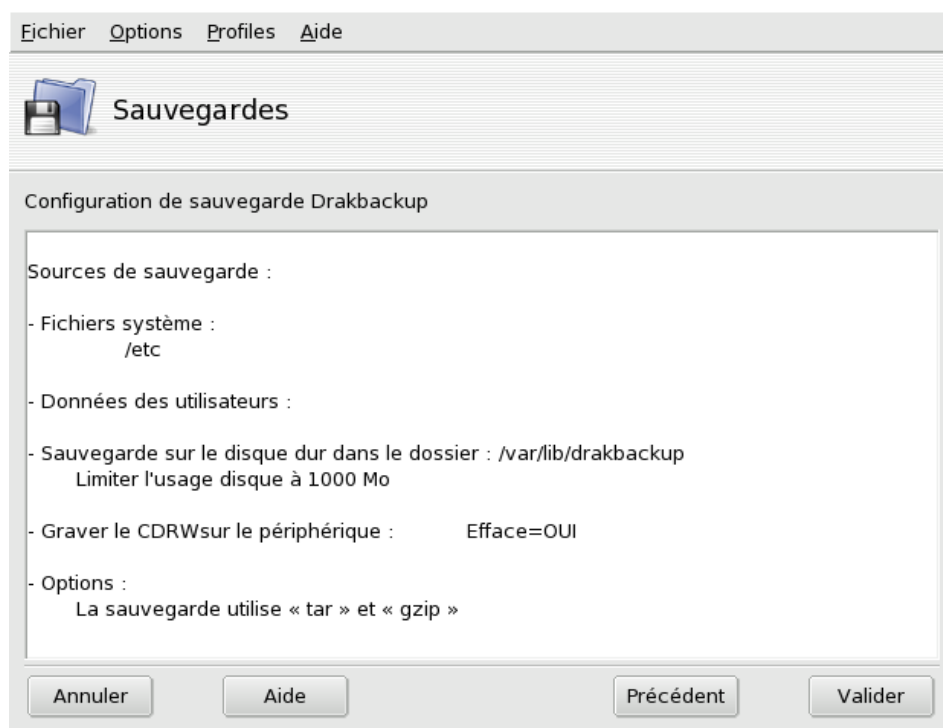 Fichier Options Profiles Aide
Sauvegardes
Configuration de sauvegarde Drakbackup
Sources de sauvegarde :
- Fichiers système :
/etc
- Données des utilisateurs :
- Sauvegarde sur le disque dur dans le dossier : /var/lib/drakbackup
Limiter l'usage disque à 1000 Mo
- Graver le CDRWsur le périphérique : Efface=OUI
- Options :
La sauvegarde utilise « tar » et « gzip »
Annuler Aide Précédent Valider